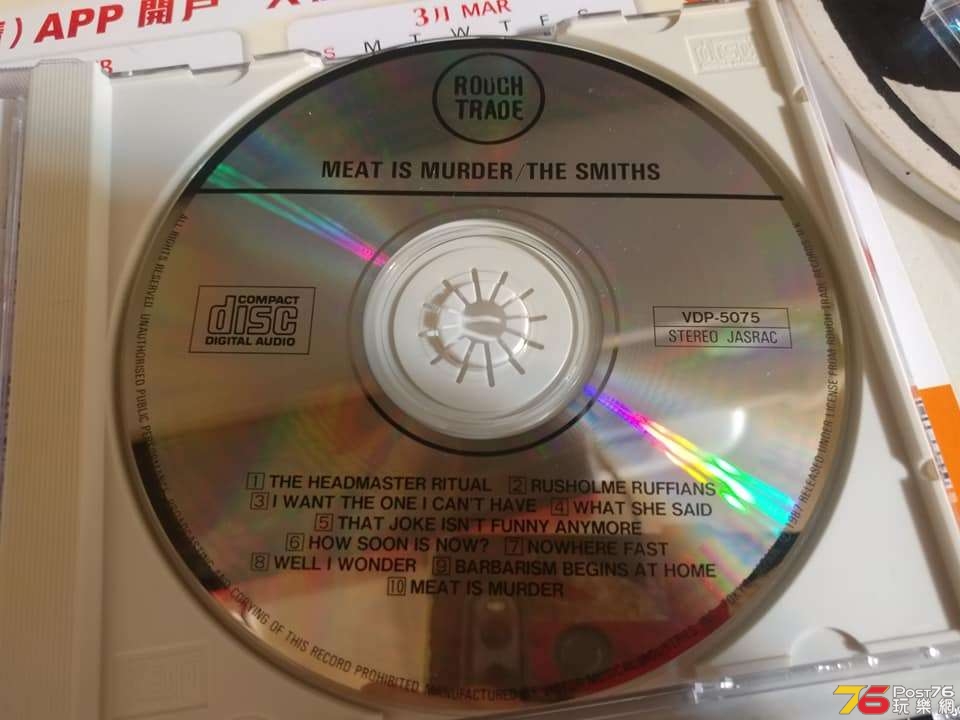 APP 開戶
3月 MAR
S M T W T F S
8
disc
ROUGH
TRADE
MEAT IS MURDER/THE SMITHS
COMPACT
disc
DIGITAL AUDIO
VDP-5075
STEREO JASRAC
1 THE HEADMASTER RITUAL 2 RUSHOLME RUFFIANS
3 I WANT THE ONE I CAN'T HAVE 4 WHAT SHE SAID
5 THAT JOKE ISN'T FUNNY ANYMORE
6 HOW SOON IS NOW? 7 NOWHERE FAST
8 WELL I WONDER 9 BARBARISM BEGINS AT HOME
10 MEAT IS MURDER
ALL RIGHTS RESERVED. UNAUTHORISED PUBLIC COPYING OF THIS RECORD PROHIBITED. MANUFACTURED BY
1987 RELEASED UNDER LICENSE FROM ROUGH TRADE RECORDS
76 Post76
玩樂網